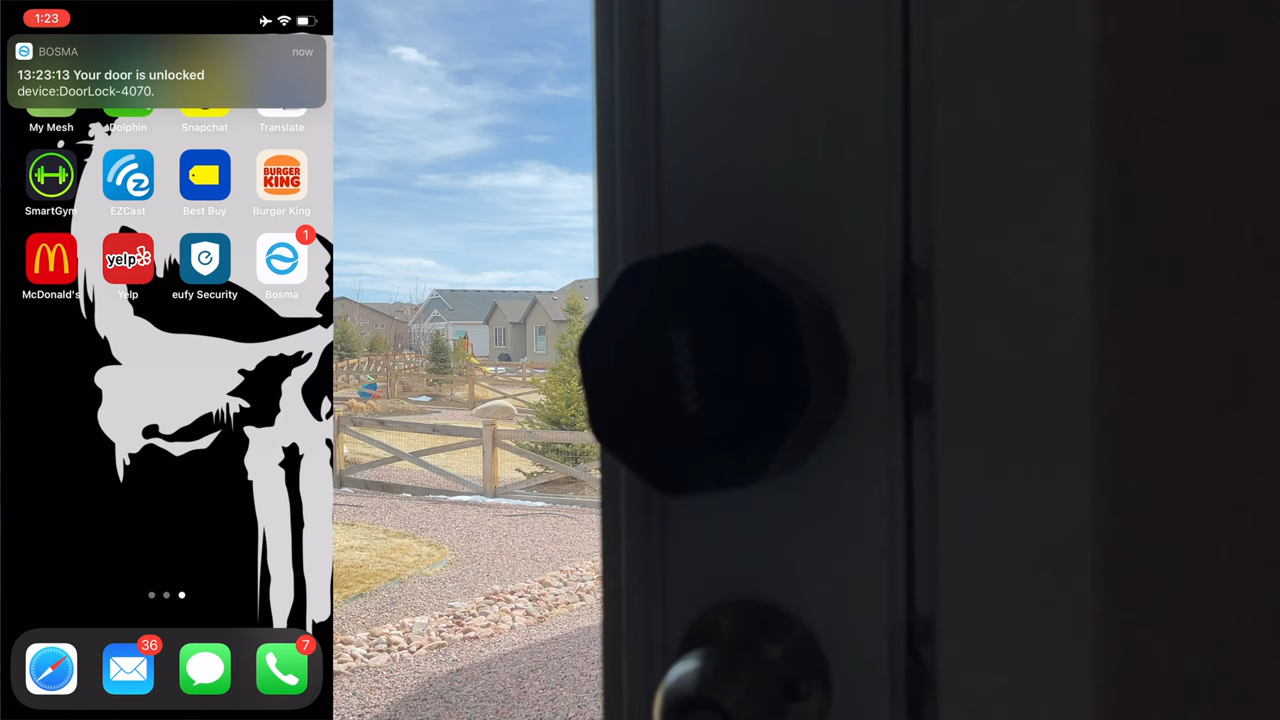 1:23
BOSMA now
13:23:13 Your door is unlocked
device:DoorLock-4070.
My Mesh Dolphin Snapchat Translate
BURGER KING
SmartGym EZCast Best Buy Burger King
yelp
1
McDonald's Yelp eufy Security Bosma
36 7